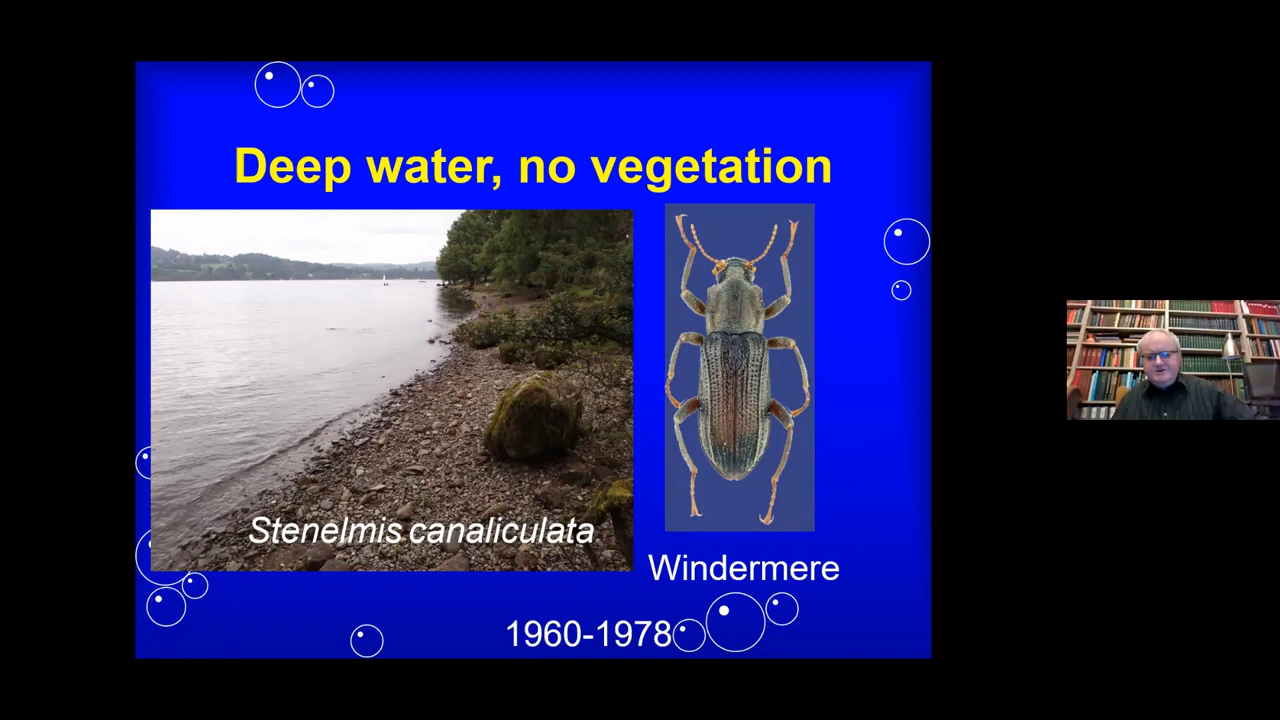 Deep water, no vegetation
Stenelmis canaliculata
Windermere
1960-1978